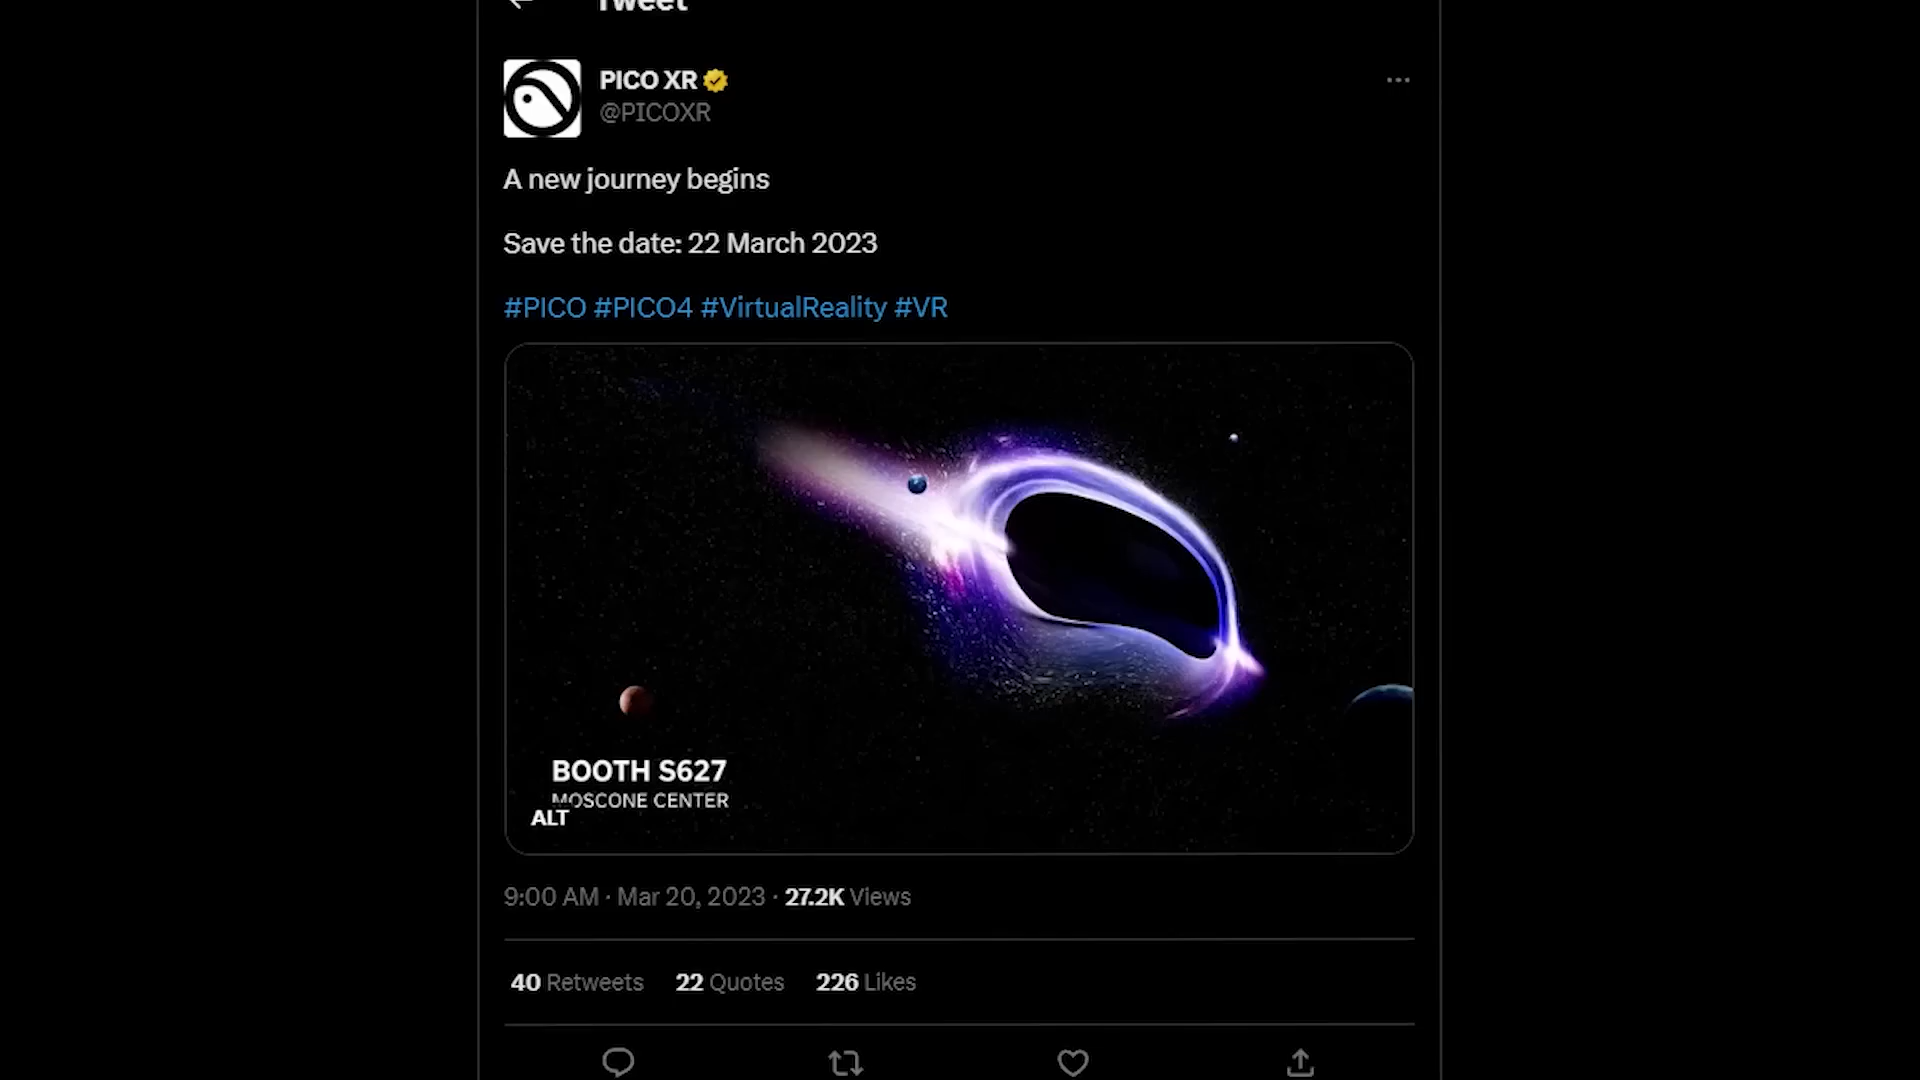 Tweet
PICO XR
@PICOXR
A new journey begins
Save the date: 22 March 2023
#PICO #PICO4 #VirtualReality #VR
BOOTH S627
MOSCONE CENTER
ALT
9:00 AM · Mar 20, 2023 · 27.2K Views
40 Retweets 22 Quotes 226 Likes